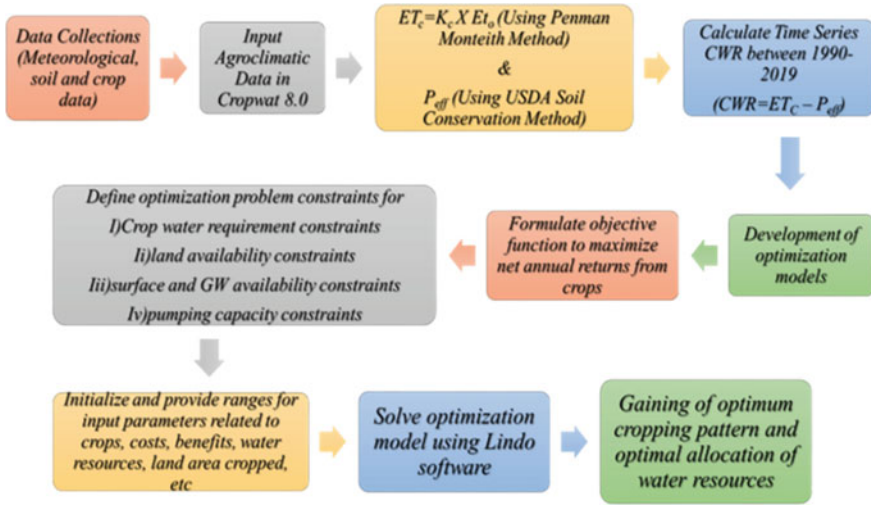 Data Collections
(Meteorological,
soil and crop
data)
Input
Agroclimatic
Data in
Cropwat 8.0
ETc=Kc X Eto (Using Penman
Monteith Method)
&
Peff (Using USDA Soil
Conservation Method)
Calculate Time Series
CWR between 1990-
2019
(CWR=ETC – Peff)
Development of
optimization
models
Formulate objective
function to maximize
net annual returns from
crops
Define optimization problem constraints for
I)Crop water requirement constraints
Ii)land availability constraints
Iii)surface and GW availability constraints
Iv)pumping capacity constraints
Initialize and provide ranges for
input parameters related to
crops, costs, benefits, water
resources, land area cropped,
etc
Solve optimization
model using Lindo
software
Gaining of optimum
cropping pattern and
optimal allocation of
water resources